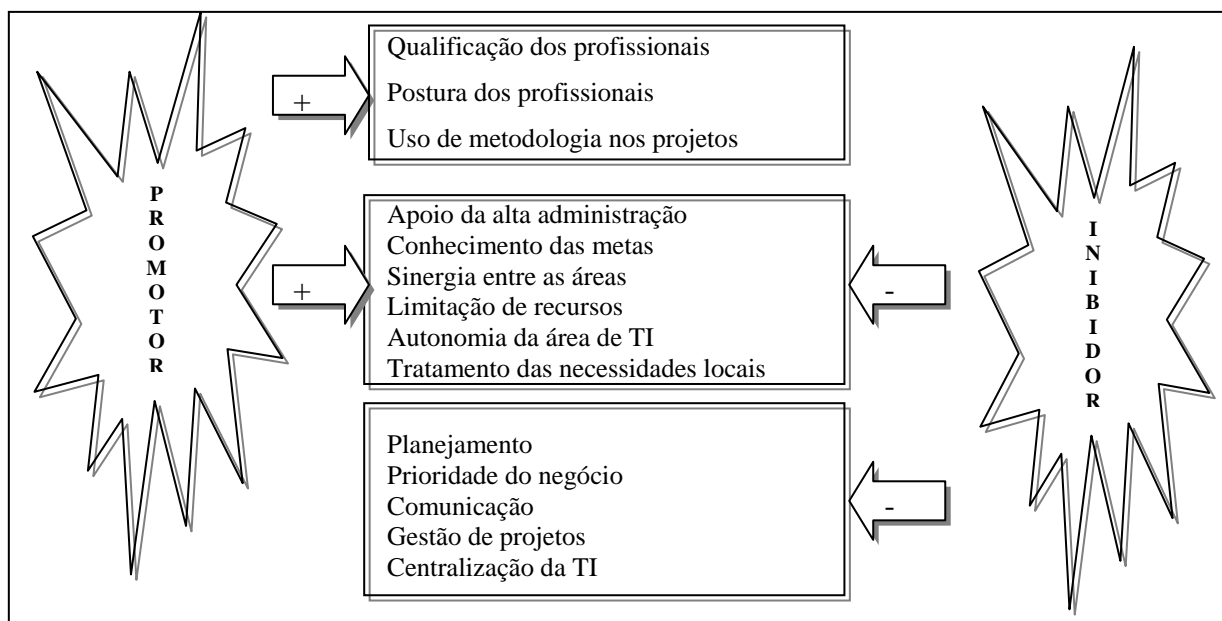 Qualificação dos profissionais
Postura dos profissionais
Uso de metodologia nos projetos
+
PROMOTOR
Apoio da alta administração
Conhecimento das metas
Sinergia entre as áreas
Limitação de recursos
Autonomia da área de TI
Tratamento das necessidades locais
+
-
INIBIDOR
Planejamento
Prioridade do negócio
Comunicação
Gestão de projetos
Centralização da TI
-